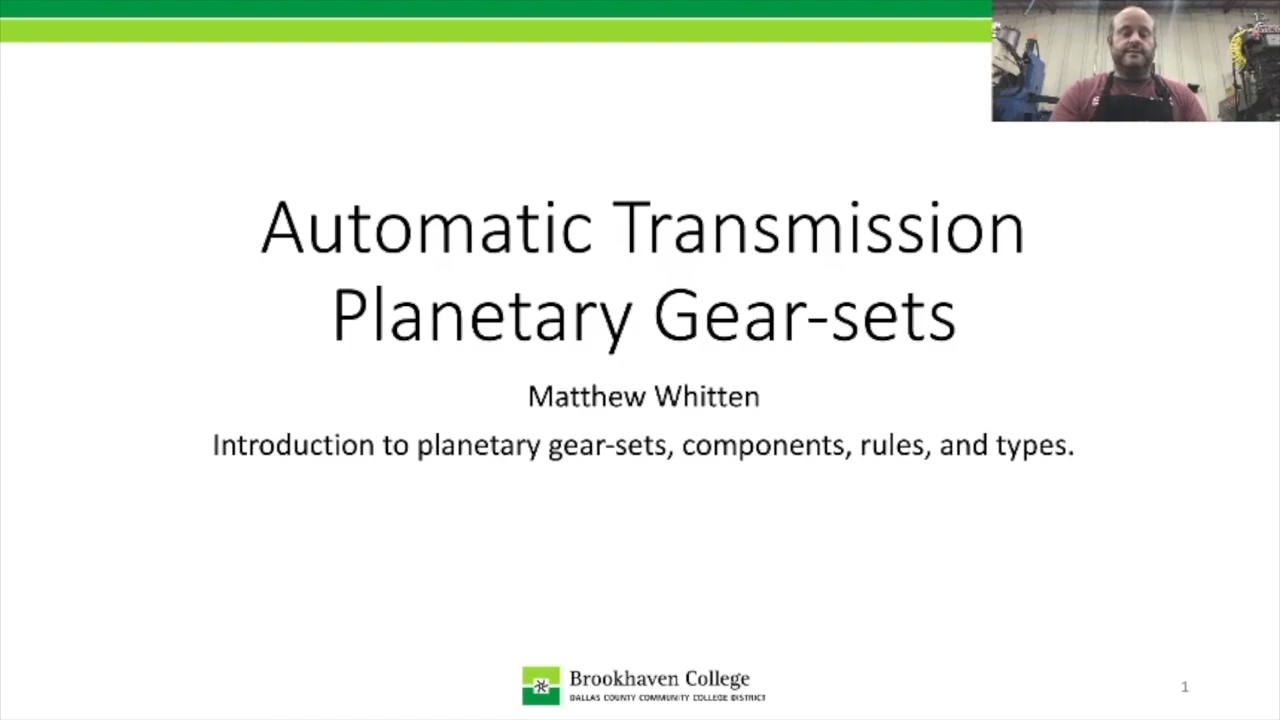 Automatic Transmission
Planetary Gear-sets
Matthew Whitten
Introduction to planetary gear-sets, components, rules, and types.
Brookhaven College
DALLAS COUNTY COMMUNITY COLLEGE DISTRICT
1